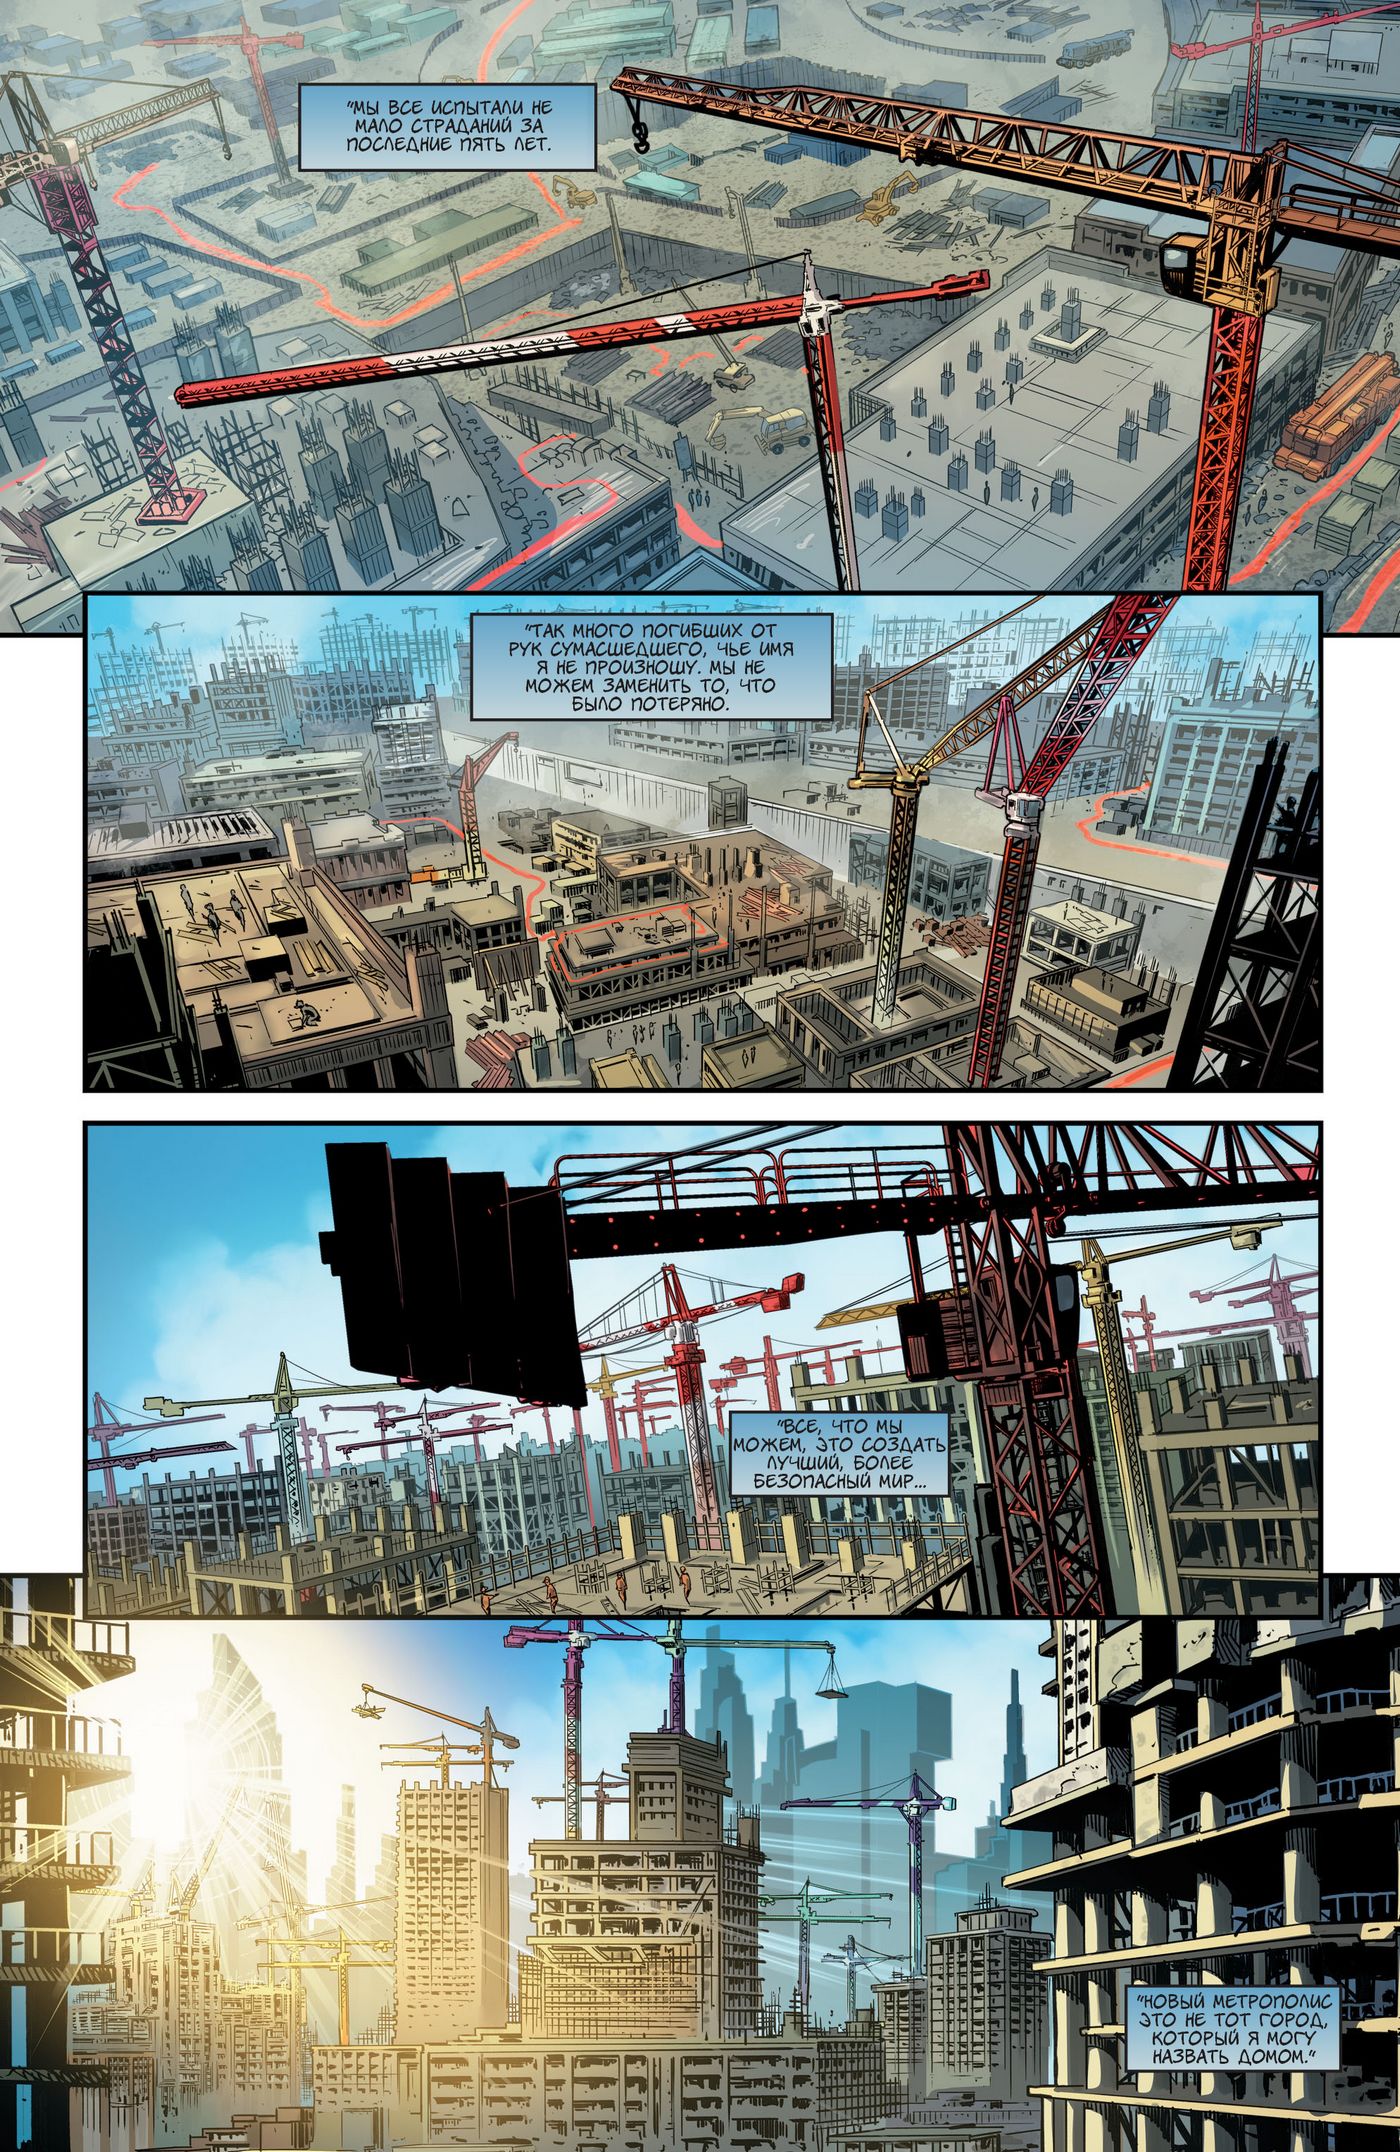 "МЫ ВСЕ ИСПЫТАЛИ НЕ
МАЛО СТРАДАНИЙ ЗА
ПОСЛЕДНИЕ ПЯТЬ ЛЕТ.
"ТАК МНОГО ПОГИБШИХ ОТ
РУК СУМАСШЕДШЕГО, ЧЬЕ ИМЯ
Я НЕ ПРОИЗНОШУ. МЫ НЕ
МОЖЕМ ЗАМЕНИТЬ ТО, ЧТО
БЫЛО ПОТЕРЯНО.
"ВСЕ, ЧТО МЫ
МОЖЕМ, ЭТО СОЗДАТЬ
ЛУЧШИЙ, БОЛЕЕ
БЕЗОПАСНЫЙ МИР...
"НОВЫЙ МЕТРОПОЛИС
ЭТО НЕ ТОТ ГОРОД,
КОТОРЫЙ Я МОГУ
НАЗВАТЬ ДОМОМ."